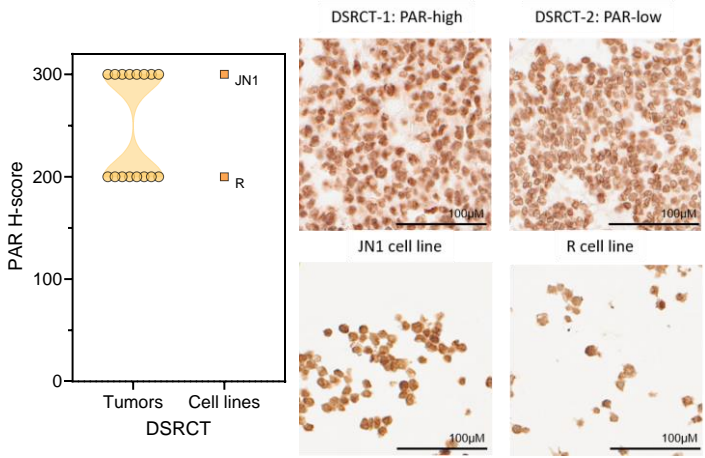 DSRCT-1: PAR-high
DSRCT-2: PAR-low
PAR H-score
300
200
100
0
JN1
R
Tumors
Cell lines
DSRCT
100µM
100µM
JN1 cell line
R cell line
100µM
100µM